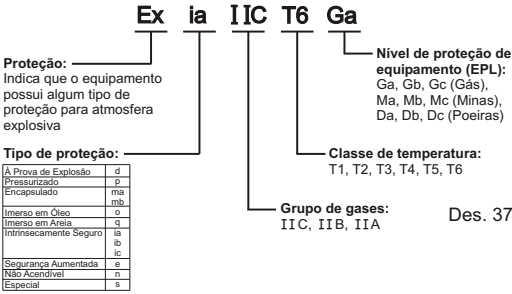 Ex ia IIC T6 Ga
Proteção:
Indica que o equipamento
possui algum tipo de
proteção para atmosfera
explosiva
Nível de proteção de
equipamento (EPL):
Ga, Gb, Gc (Gás),
Ma, Mb, Mc (Minas),
Da, Db, Dc (Poeiras)
Tipo de proteção:
À Prova de Explosão d
Pressurizado p
Encapsulado ma
mb
Imerso em Óleo o
Imerso em Areia q
Intrinsecamente Seguro ia
ib
ic
Segurança Aumentada e
Não Acendível n
Especial s
Classe de temperatura:
T1, T2, T3, T4, T5, T6
Grupo de gases:
IIC, IIB, IIA
Des. 37